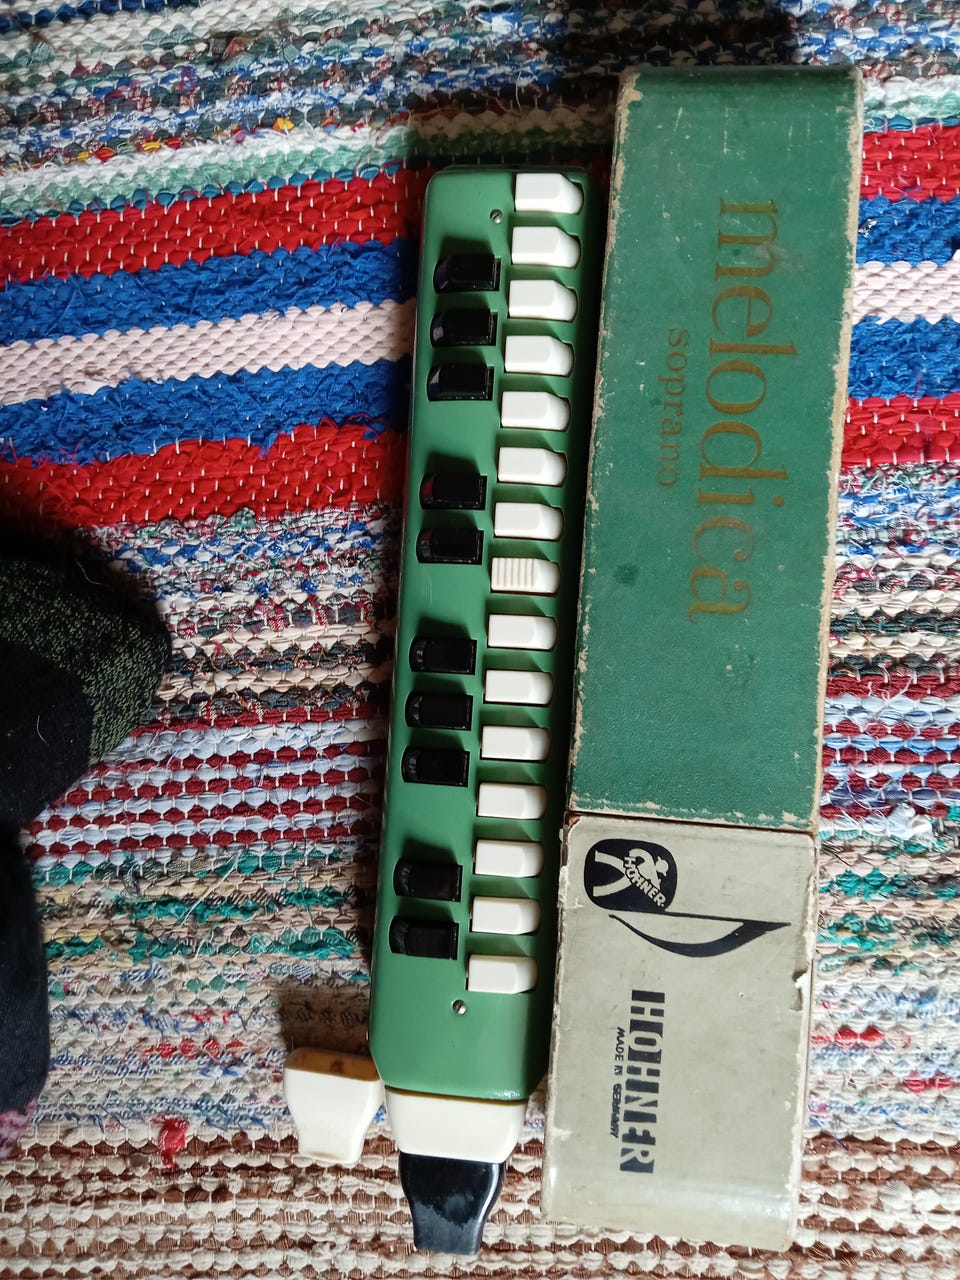 melodica
soprano
HOHNER
HOHNER
MADE IN GERMANY